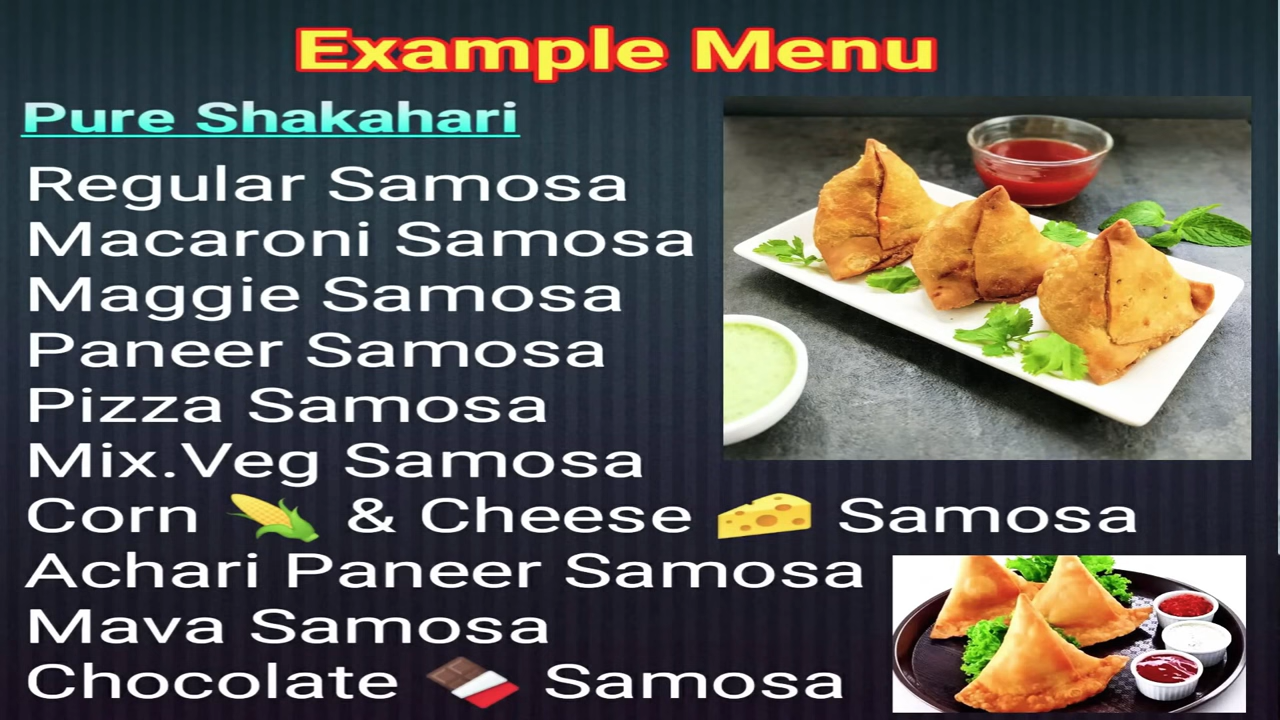 Example Menu
Pure Shakahari
Regular Samosa
Macaroni Samosa
Maggie Samosa
Paneer Samosa
Pizza Samosa
Mix.Veg Samosa
Corn 🌽 & Cheese 🧀 Samosa
Achari Paneer Samosa
Mava Samosa
Chocolate 🍫 Samosa